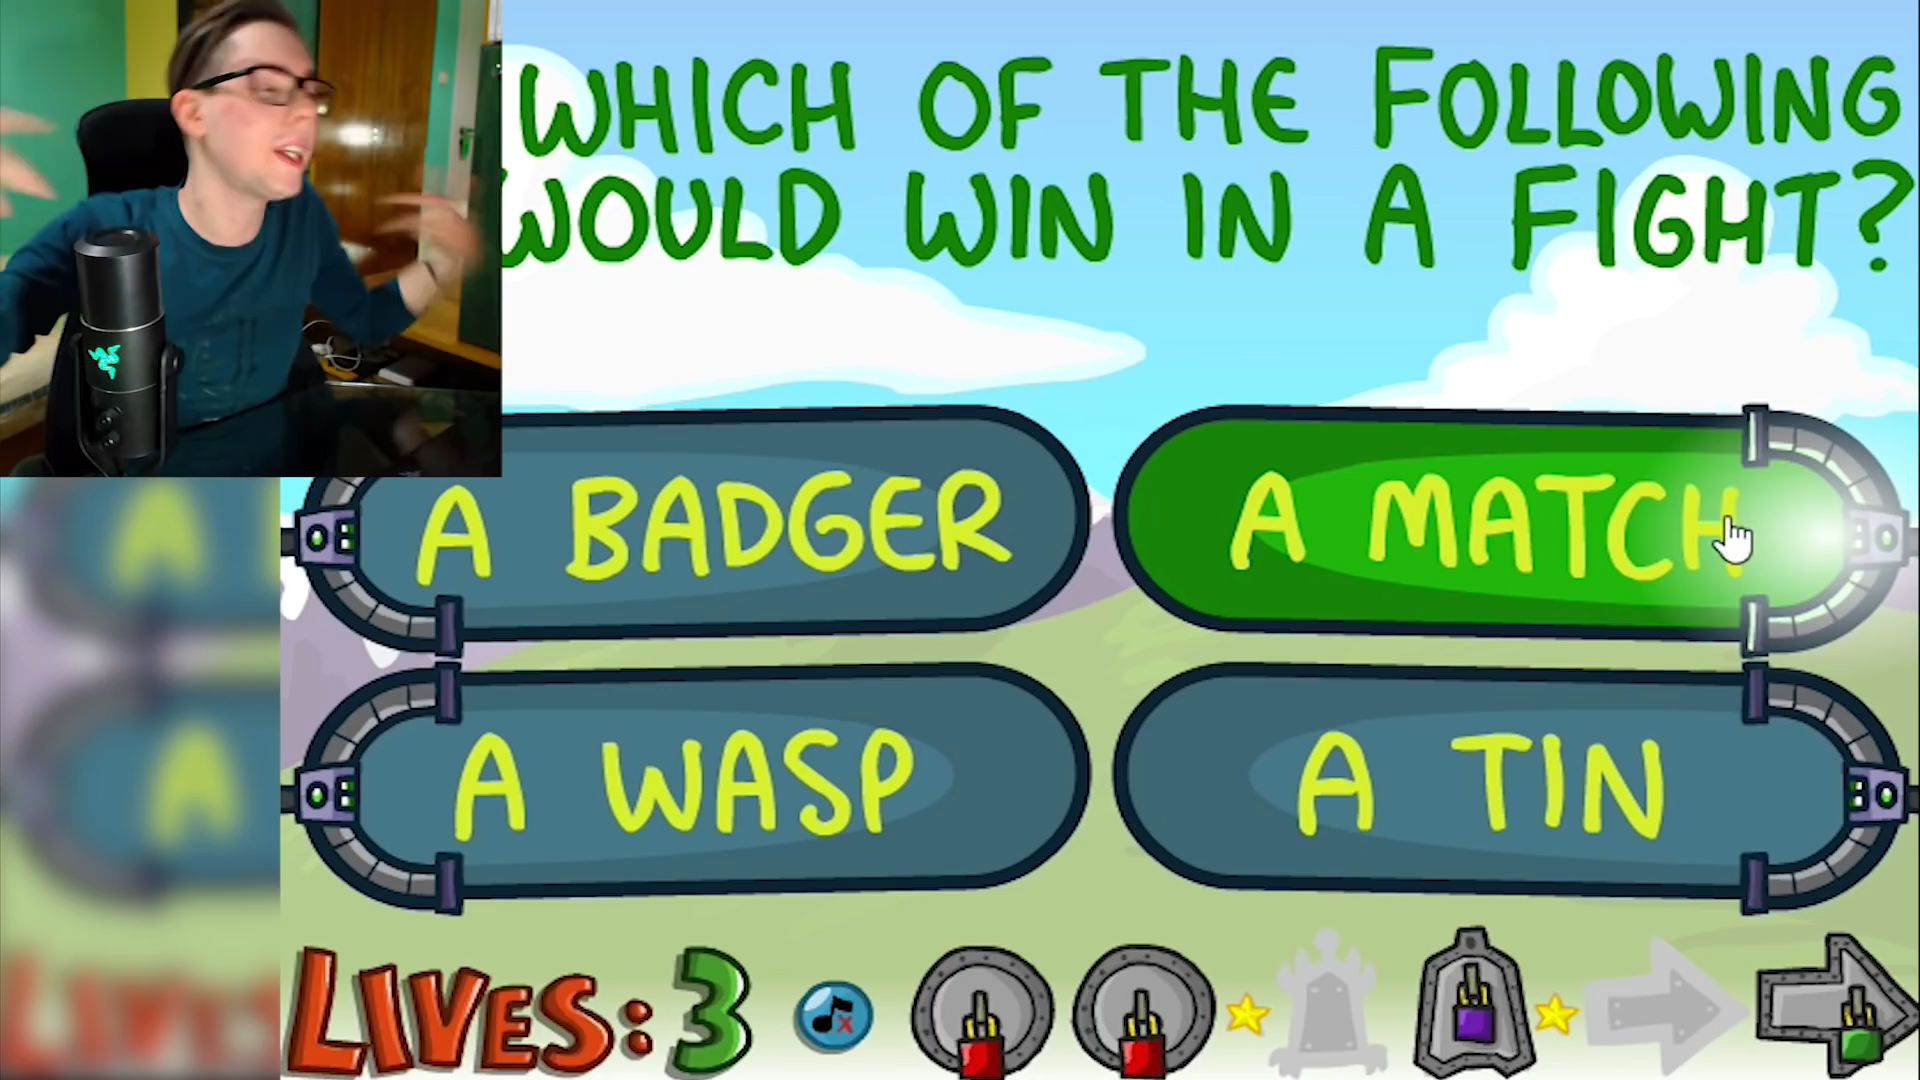 WHICH OF THE FOLLOWING
WOULD WIN IN A FIGHT?
A BADGER
A MATCH
A WASP
A TIN
LIVES: 3